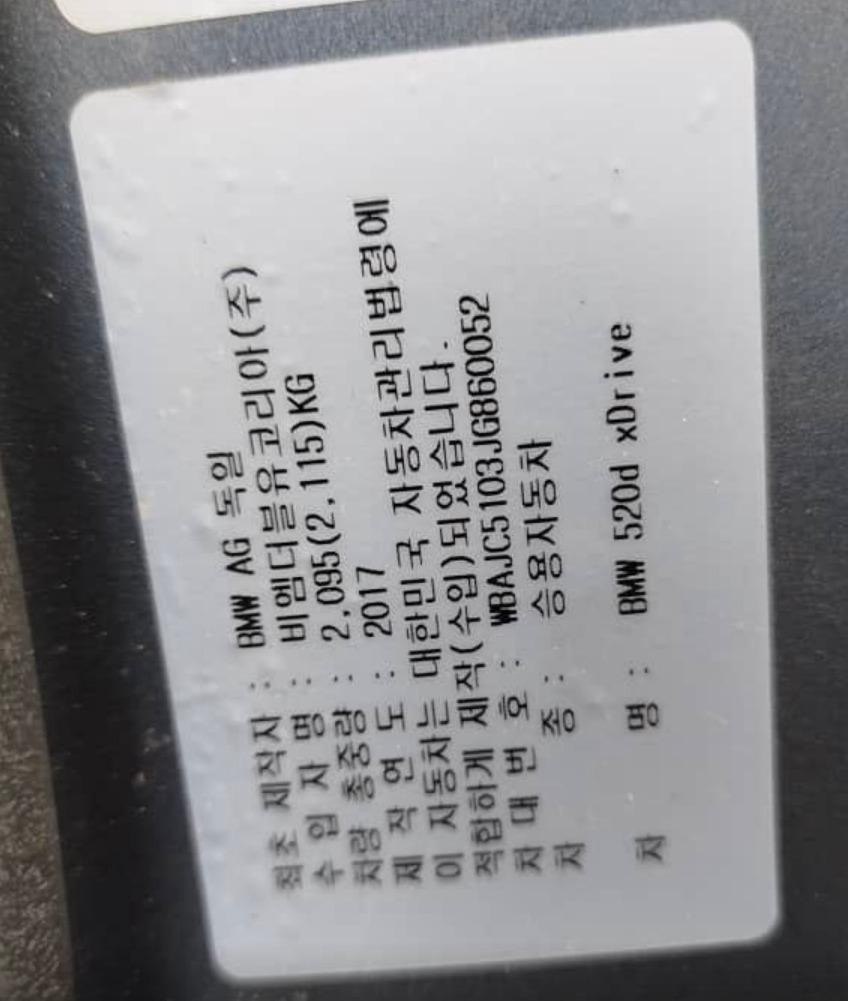 최초 제작자 : BMW AG 독일
수 입 자 명 : 비엠더블유코리아(주)
차량 총중량 : 2,095(2,115)KG
제 작 연 도 : 2017
이 자동차는 대한민국 자동차관리법령에
적합하게 제작(수입)되었습니다.
차 대 번 호 : WBAJC5103JG860052
차 종 : 승용자동차
차 명 : BMW 520d xDrive